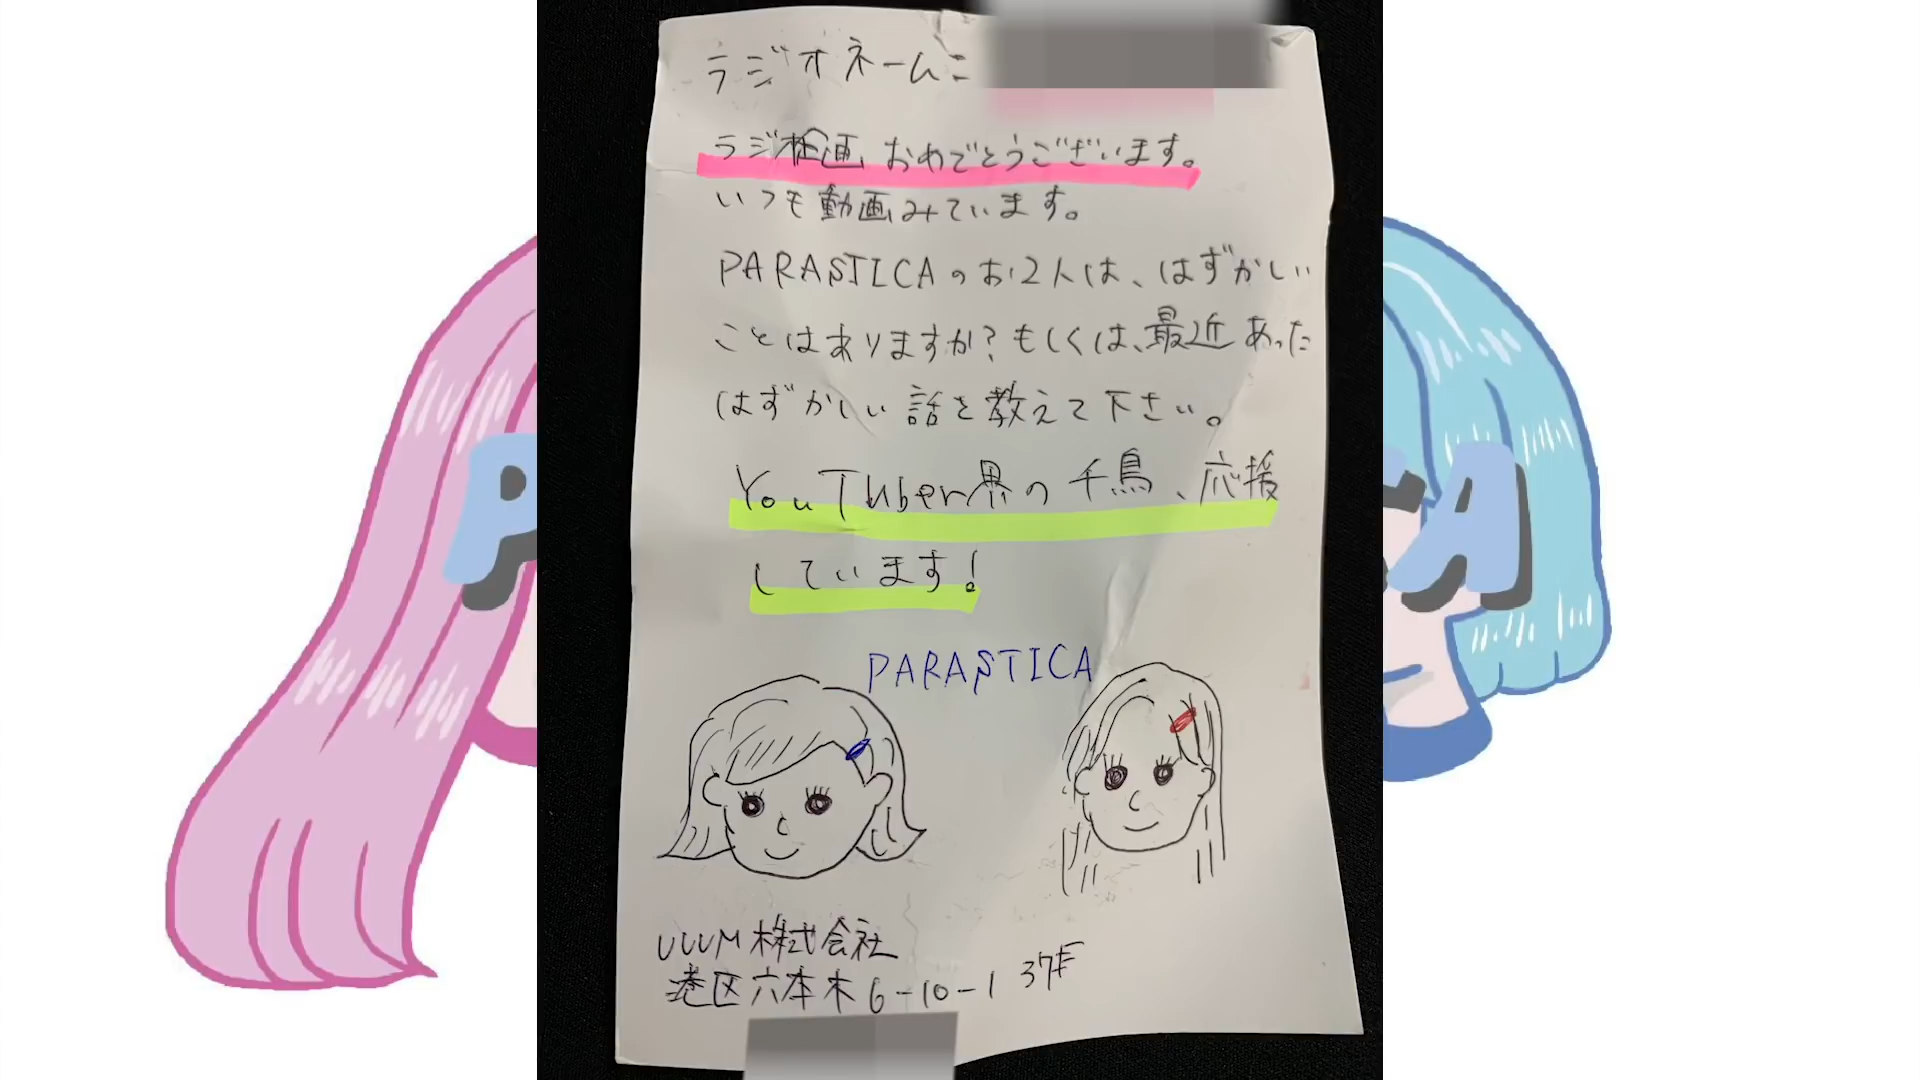 ラジオネーム:
ラジオ企画 おめでとうございます。
いつも動画みています。
PARASTICAのお2人は、はずかしい
ことはありますか?もしくは、最近あった
はずかしい話を教えて下さい。
YouTuber界の千鳥、応援
しています!
PARASTICA
UUUM株式会社
港区六本木6-10-1 37F
P
A